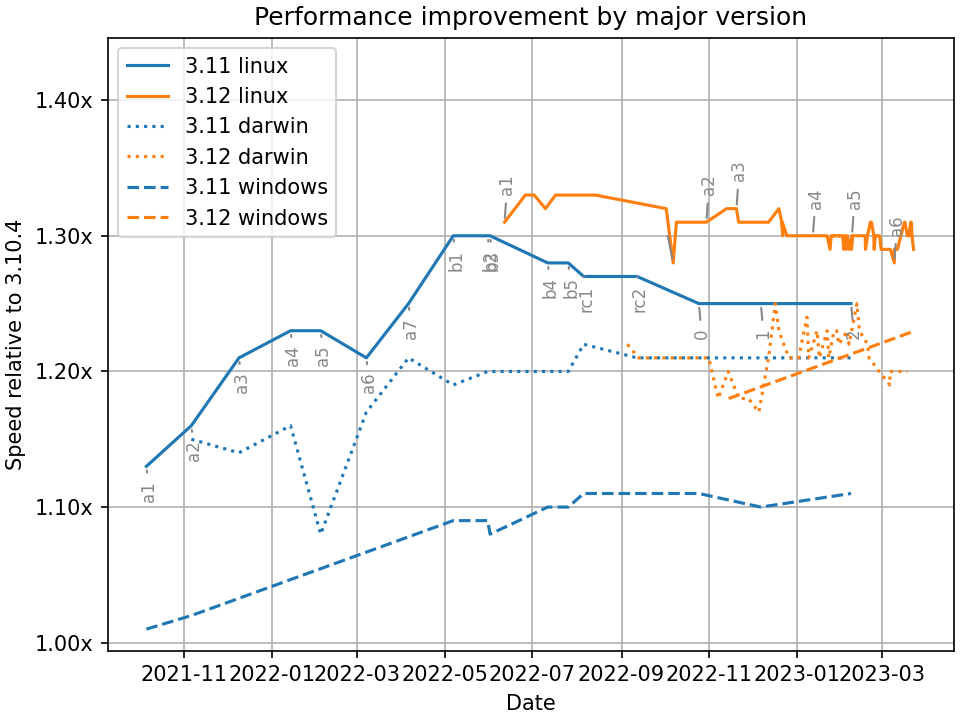 Performance improvement by major version
3.11 linux
3.12 linux
3.11 darwin
3.12 darwin
3.11 windows
3.12 windows
1.40x
1.30x
1.20x
1.10x
1.00x
Speed relative to 3.10.4
a1
a2
a3
a4
a5
a6
a7
b1
b2
b3
b4
b5
rc1
rc2
0
1
2
a1
a2
a3
a4
a5
a6
2021-11
2022-01
2022-03
2022-05
2022-07
2022-09
2022-11
2023-01
2023-03
Date